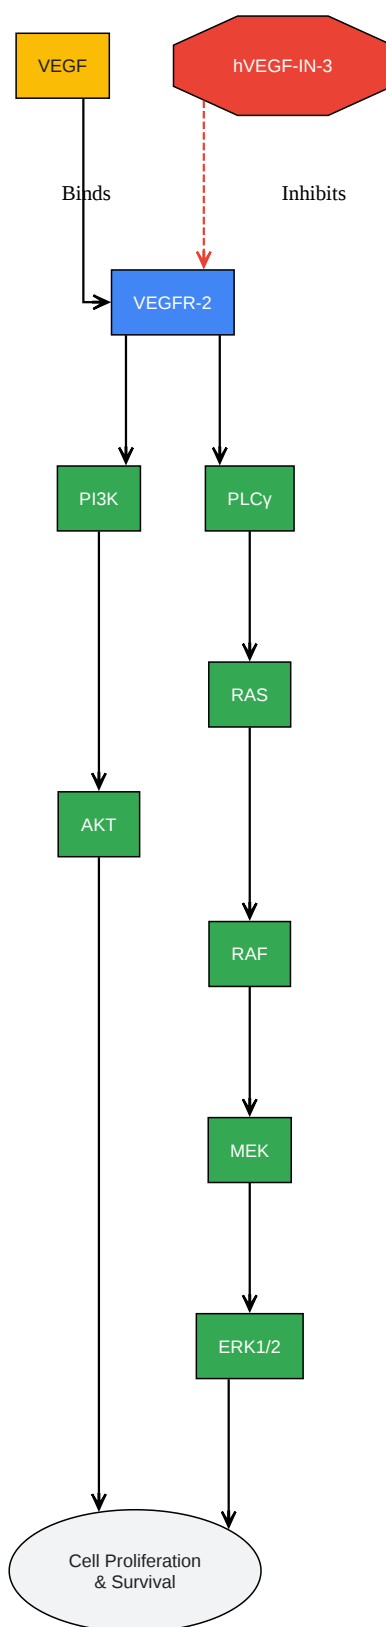 VEGF
hVEGF-IN-3
Binds
Inhibits
VEGFR-2
PI3K
PLCγ
RAS
AKT
RAF
MEK
ERK1/2
Cell Proliferation
& Survival